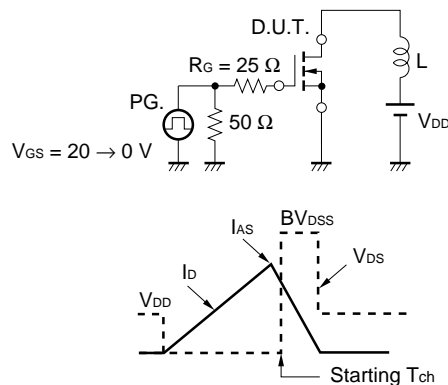 D.U.T.
RG = 25 Ω
L
PG.
50 Ω
VDD
VGS = 20 → 0 V
BVDSS
IAS
ID
VDS
VDD
Starting Tch